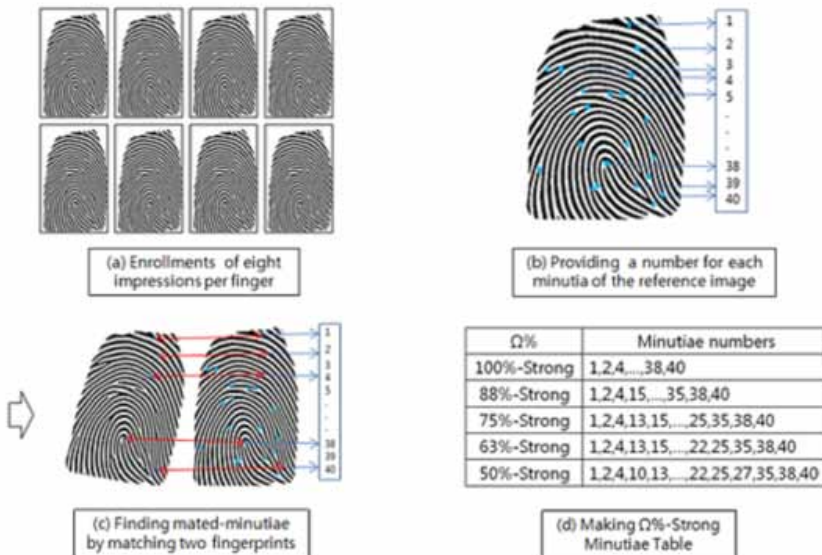 1
2
3
4
5
.
.
.
38
39
40
(a) Enrollments of eight
impressions per finger
(b) Providing a number for each
minutia of the reference image
1
2
3
4
5
.
.
.
38
39
40
(c) Finding mated-minutiae
by matching two fingerprints
Ω% Minutiae numbers
100%-Strong 1,2,4,...,38,40
88%-Strong 1,2,4,15,...,35,38,40
75%-Strong 1,2,4,13,15,...,25,35,38,40
63%-Strong 1,2,4,13,15,...,22,25,35,38,40
50%-Strong 1,2,4,10,13,...,22,25,27,35,38,40
(d) Making Ω%-Strong
Minutiae Table